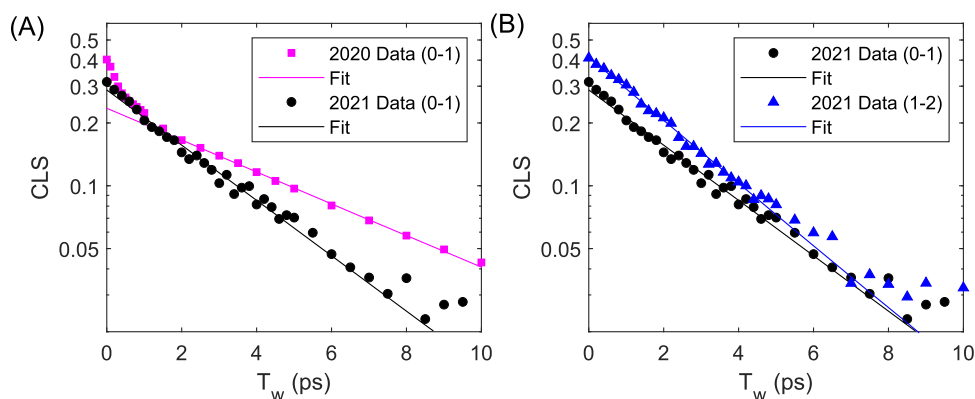 (A)
CLS
0.5
0.4
0.3
0.2
0.1
0.05
2020 Data (0-1)
Fit
2021 Data (0-1)
Fit
0 2 4 6 8 10
T_w (ps)
(B)
CLS
0.5
0.4
0.3
0.2
0.1
0.05
2021 Data (0-1)
Fit
2021 Data (1-2)
Fit
0 2 4 6 8 10
T_w (ps)